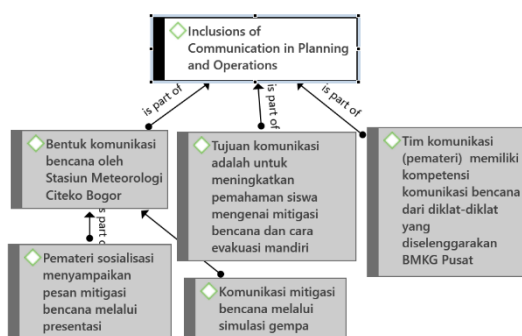 Inclusions of
Communication in Planning
and Operations
is part of
is part of
is part of
Bentuk komunikasi
bencana oleh
Stasiun Meteorologi
Citeko Bogor
Tujuan komunikasi
adalah untuk
meningkatkan
pemahaman siswa
mengenai mitigasi
bencana dan cara
evakuasi mandiri
Tim komunikasi
(pemateri) memiliki
kompetensi
komunikasi bencana
dari diklat-diklat
yang
diselenggarakan
BMKG Pusat
is part of
Pemateri sosialisasi
menyampaikan
pesan mitigasi
bencana melalui
presentasi
Komunikasi mitigasi
bencana melalui
simulasi gempa